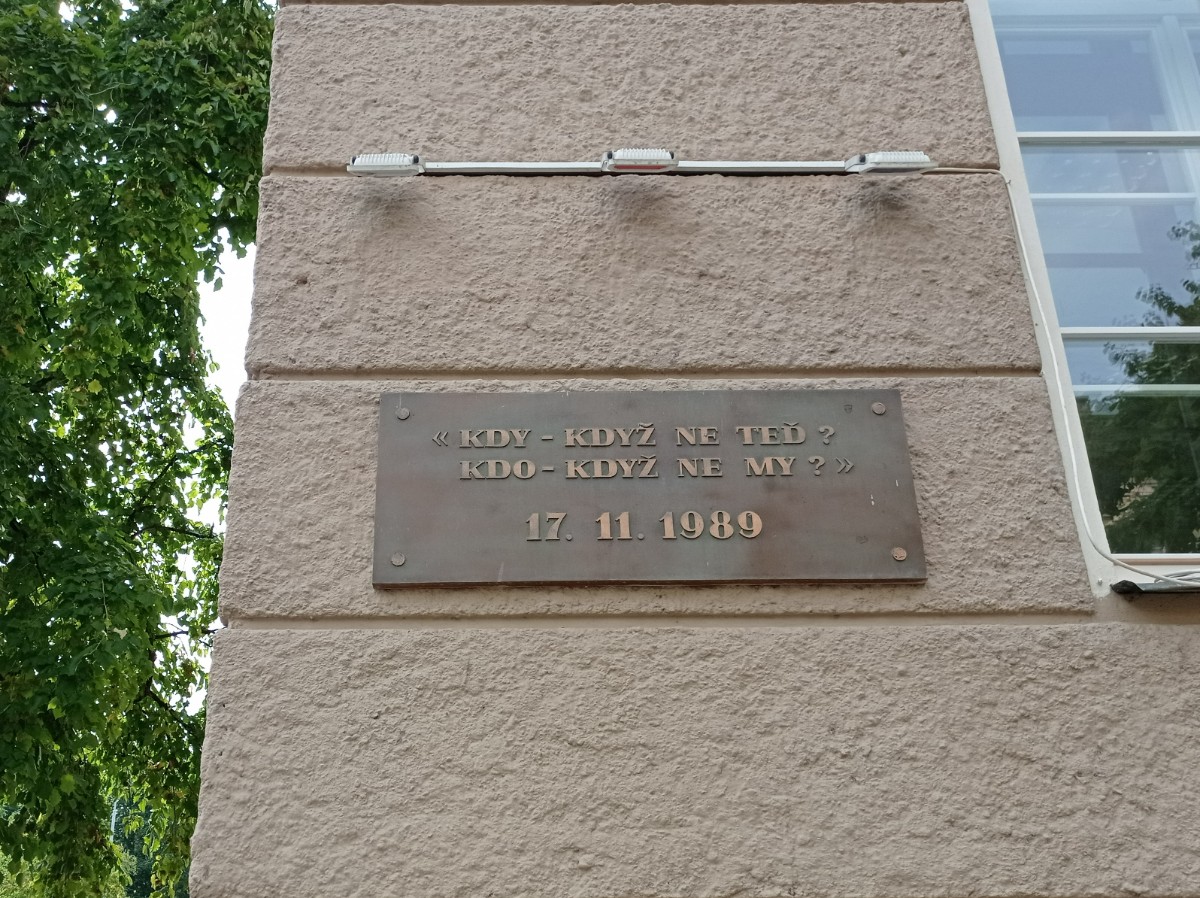 « KDY - KDYŽ NE TEĎ ?
KDO - KDYŽ NE MY ? »
17. 11. 1989